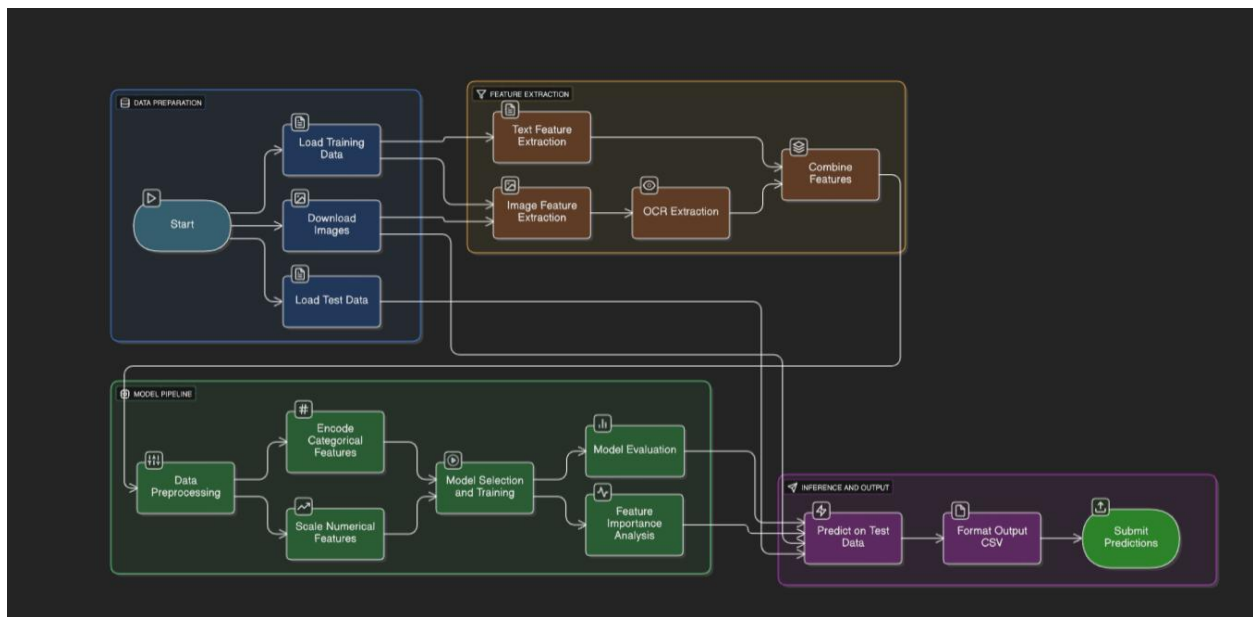 DATA PREPARATION
Start
Load Training
Data
Download
Images
Load Test Data
FEATURE EXTRACTION
Text Feature
Extraction
Image Feature
Extraction
OCR Extraction
Combine
Features
MODEL PIPELINE
Data
Preprocessing
Encode
Categorical
Features
Scale Numerical
Features
Model Selection
and Training
Model Evaluation
Feature
Importance
Analysis
INFERENCE AND OUTPUT
Predict on Test
Data
Format Output
CSV
Submit
Predictions